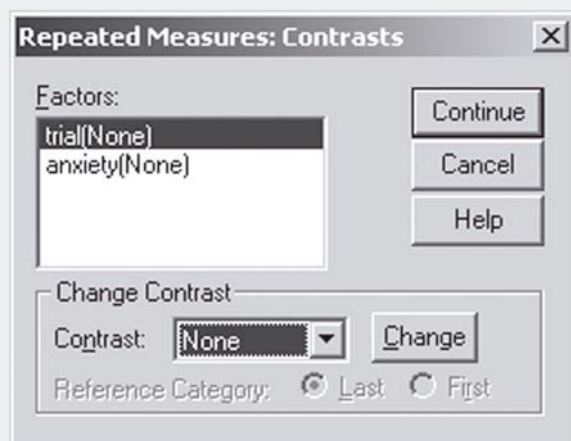 Repeated Measures: Contrasts
Factors:
trial(None)
anxiety(None)
Continue
Cancel
Help
Change Contrast
Contrast: None Change
Reference Category: Last First